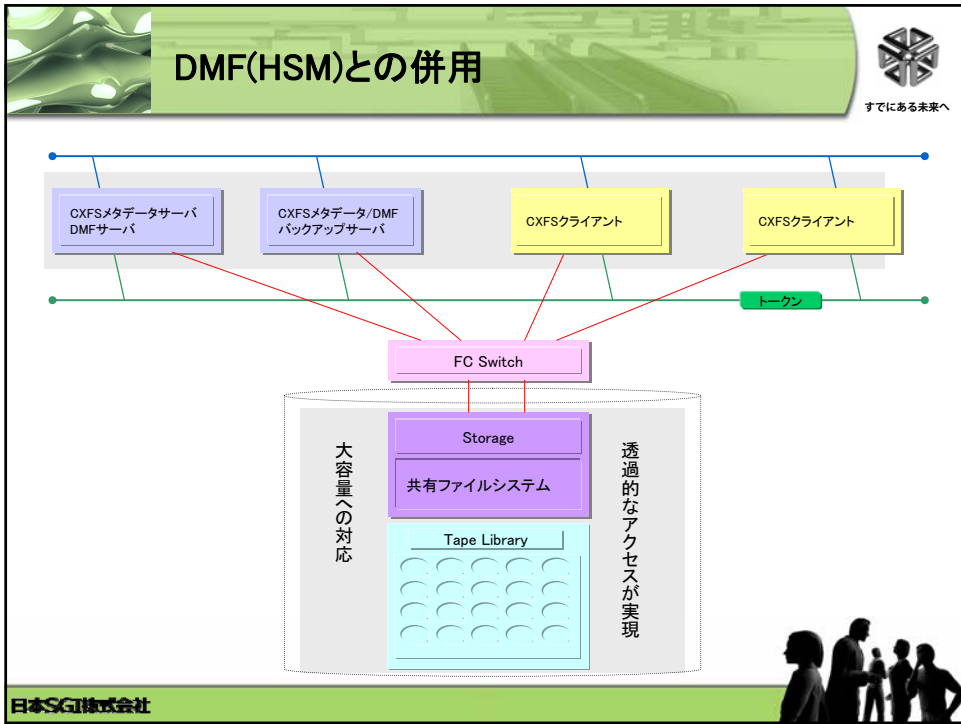 DMF(HSM)との併用
すでにある未来へ
CXFSメタデータサーバ
DMFサーバ
CXFSメタデータ/DMF
バックアップサーバ
CXFSクライアント
CXFSクライアント
トークン
FC Switch
Storage
共有ファイルシステム
大容量への対応
透過的なアクセスが実現
Tape Library
日本SGI株式会社